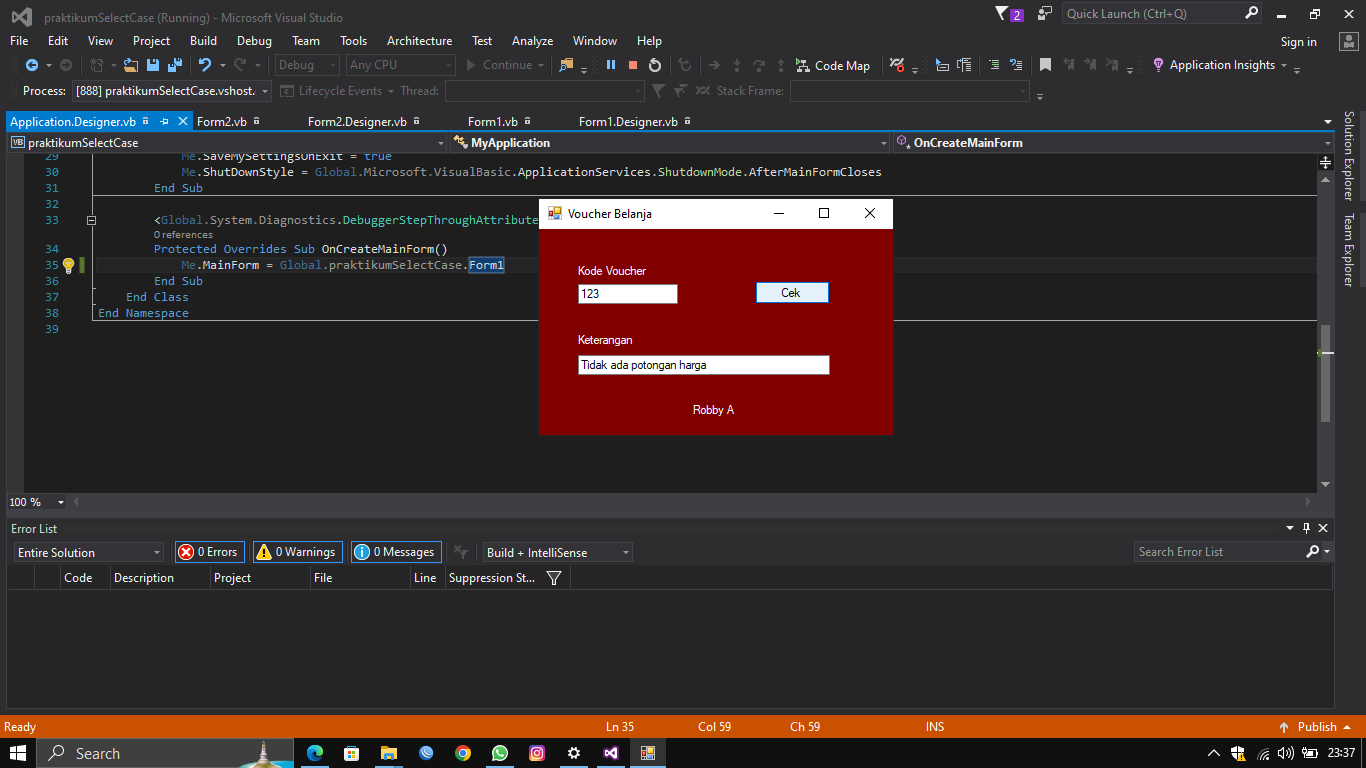 praktikumSelectCase (Running) - Microsoft Visual Studio
2
Quick Launch (Ctrl+Q)
File Edit View Project Build Debug Team Tools Architecture Test Analyze Window Help
Sign in
Debug Any CPU Continue Code Map Application Insights
Process: [888] praktikumSelectCase.vshost. Lifecycle Events Thread: Stack Frame:
Application.Designer.vb Form2.vb Form2.Designer.vb Form1.vb Form1.Designer.vb
VB praktikumSelectCase MyApplication OnCreateMainForm
29 Me.SaveMySettingsOnExit = true
30 Me.ShutDownStyle = Global.Microsoft.VisualBasic.ApplicationServices.ShutdownMode.AfterMainFormCloses
31 End Sub
32
33 <Global.System.Diagnostics.DebuggerStepThroughAttribute
0 references
34 Protected Overrides Sub OnCreateMainForm()
35 Me.MainForm = Global.praktikumSelectCase.Form1
36 End Sub
37 End Class
38 End Namespace
39
Voucher Belanja
Kode Voucher
123
Cek
Keterangan
Tidak ada potongan harga
Robby A
Solution Explorer
Team Explorer
100 %
Error List
Entire Solution 0 Errors 0 Warnings 0 Messages Build + IntelliSense Search Error List
Code Description Project File Line Suppression St...
Ready Ln 35 Col 59 Ch 59 INS Publish
Search
23:37